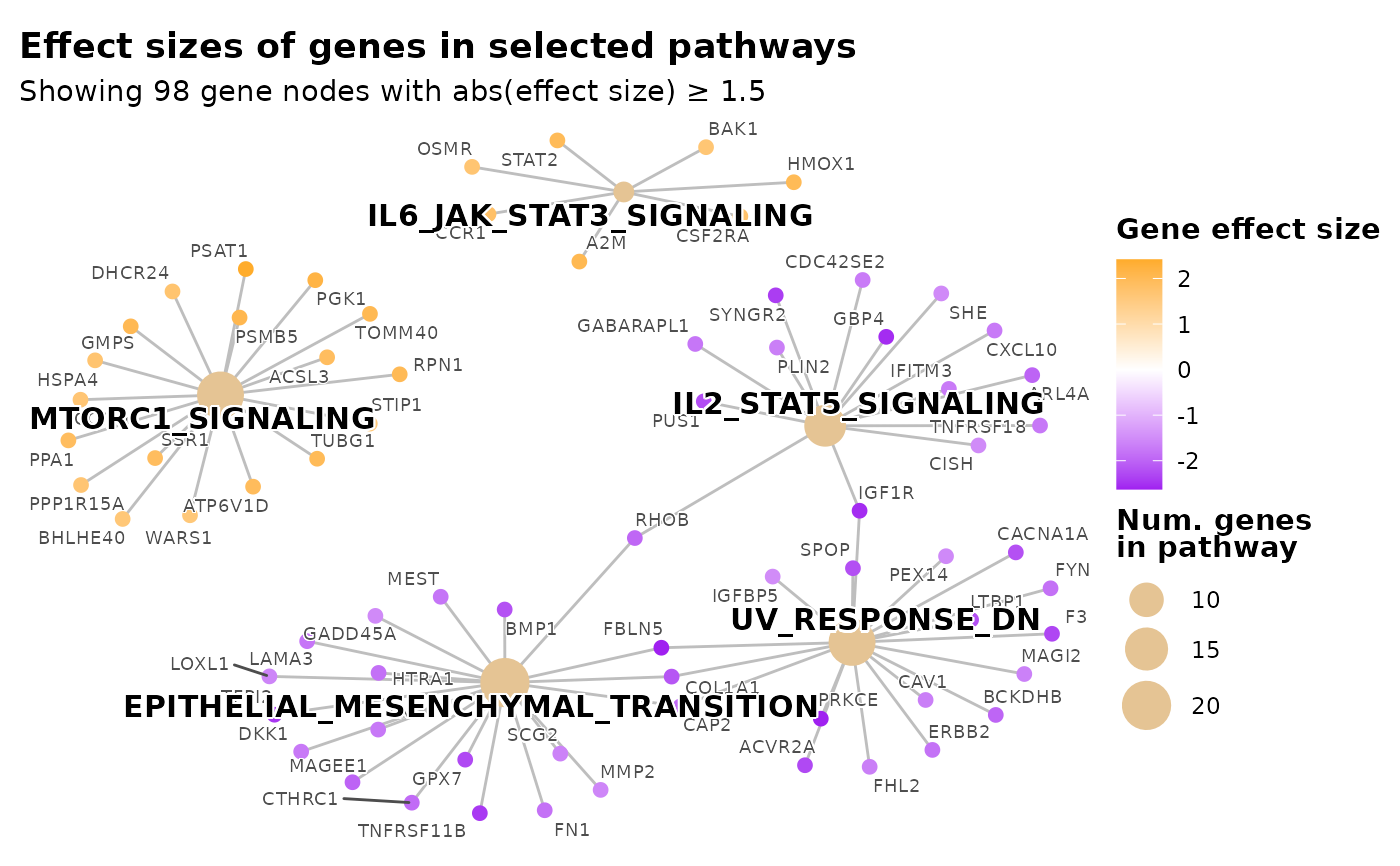 Effect sizes of genes in selected pathways
Showing 98 gene nodes with abs(effect size) ≥ 1.5
BAK1
OSMR
STAT2
HMOX1
IL6_JAK_STAT3_SIGNALING
CCR1
CSF2RA
A2M
PSAT1
DHCR24
PGK1
PSMB5
TOMM40
GMPS
RPN1
ACSL3
HSPA4
STIP1
MTORC1_SIGNALING
SSR1
TUBG1
PPA1
PPP1R15A
ATP6V1D
BHLHE40
WARS1
CDC42SE2
SYNGR2
SHE
GBP4
GABARAPL1
CXCL10
PLIN2
IFITM3
ARL4A
IL2_STAT5_SIGNALING
PUS1
TNFRSF18
CISH
IGF1R
RHOB
CACNA1A
SPOP
PEX14
FYN
IGFBP5
LTBP1
F3
UV_RESPONSE_DN
MAGI2
MEST
BMP1
FBLN5
GADD45A
LOXL1
LAMA3
HTRA1
COL1A1
CAV1
BCKDHB
PRKCE
EPITHELIAL_MESENCHYMAL_TRANSITION
CAP2
DKK1
SCG2
ERBB2
ACVR2A
MAGEE1
GPX7
MMP2
FHL2
CTHRC1
TNFRSF11B
FN1
Gene effect size
2
1
0
-1
-2
Num. genes
in pathway
10
15
20